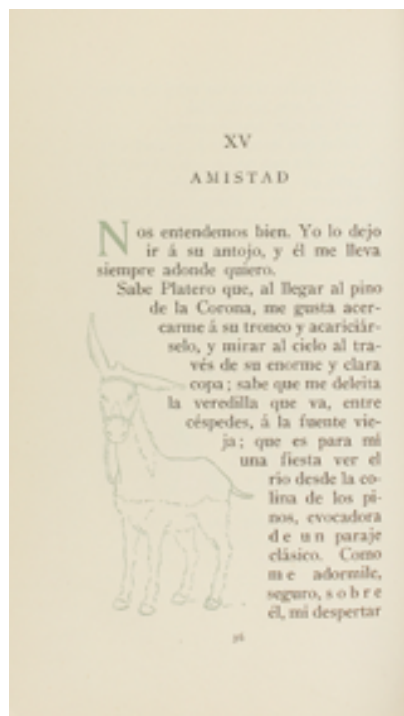 XV
AMISTAD
Nos entendemos bien. Yo lo dejo
ir á su antojo, y él me lleva
siempre adonde quiero.
Sabe Platero que, al llegar al pino
de la Corona, me gusta acer-
carme á su tronco y acariciár-
selo, y mirar al cielo al tra-
vés de su enorme y clara
copa; sabe que me deleita
la veredilla que va, entre
céspedes, á la fuente vie-
ja; que es para mí
una fiesta ver el
río desde la co-
lina de los pi-
nos, evocadora
de un paraje
clásico. Como
me adormile,
seguro, sobre
él, mi despertar